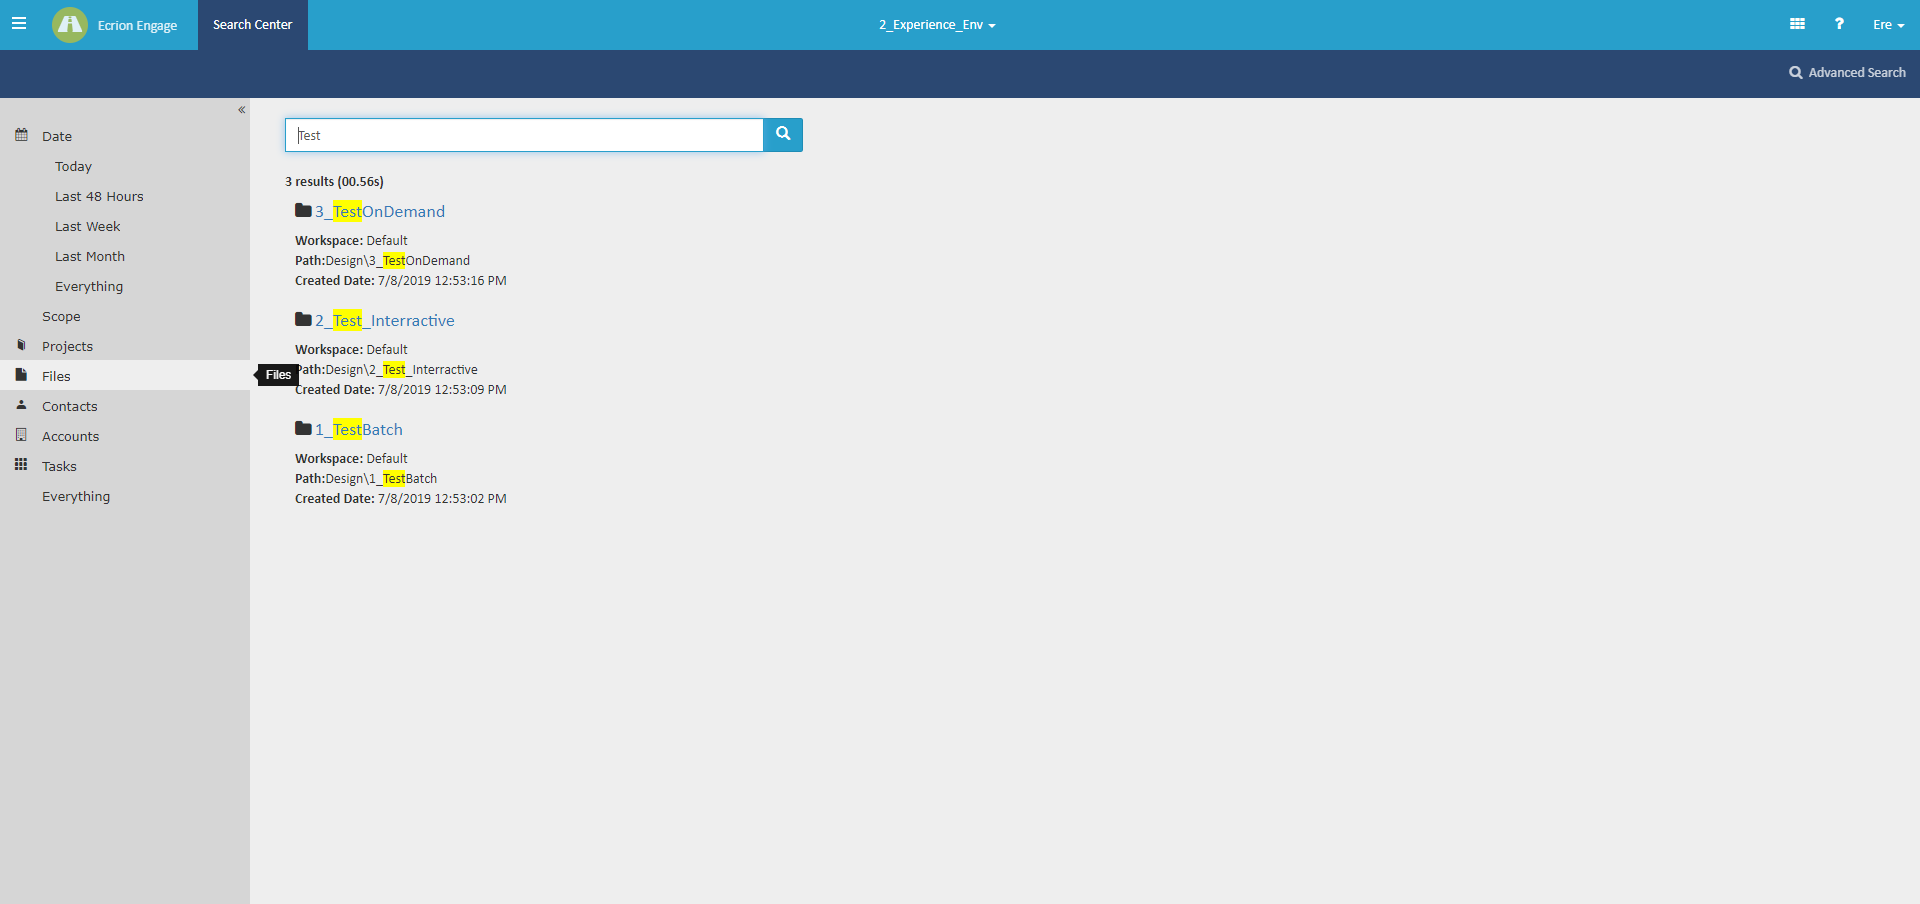 Ecrion Engage
Search Center
2_Experience_Env
?
Ere
Advanced Search
«
Date
Today
Last 48 Hours
Last Week
Last Month
Everything
Scope
Projects
Files
Contacts
Accounts
Tasks
Everything
Files
Test
3 results (00.56s)
3_TestOnDemand
Workspace: Default
Path:Design\3_TestOnDemand
Created Date: 7/8/2019 12:53:16 PM
2_Test_Interractive
Workspace: Default
Path:Design\2_Test_Interractive
Created Date: 7/8/2019 12:53:09 PM
1_TestBatch
Workspace: Default
Path:Design\1_TestBatch
Created Date: 7/8/2019 12:53:02 PM